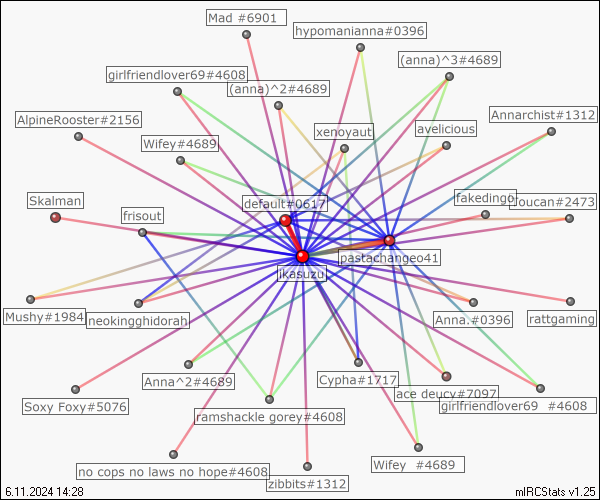 Mad #6901
hypomanianna#0396
(anna)^3#4689
girlfriendlover69#4608
(anna)^2#4689
AlpineRooster#2156
Annarchist#1312
xenoyaut
avelicious
Wifey#4689
Skalman
default#0617
fakedingo
Joucan#2473
frisout
pastachangeo41
ikasuzu
Mushy#1984
neokingghidorah
Anna.#0396
rattgaming
Anna^2#4689
Cypha#1717
ace deucy#7097
Soxy Foxy#5076
ramshackle gorey#4608
girlfriendlover69 #4608
no cops no laws no hope#4608
Wifey #4689
zibbits#1312
6.11.2024 14:28
mIRCStats v1.25